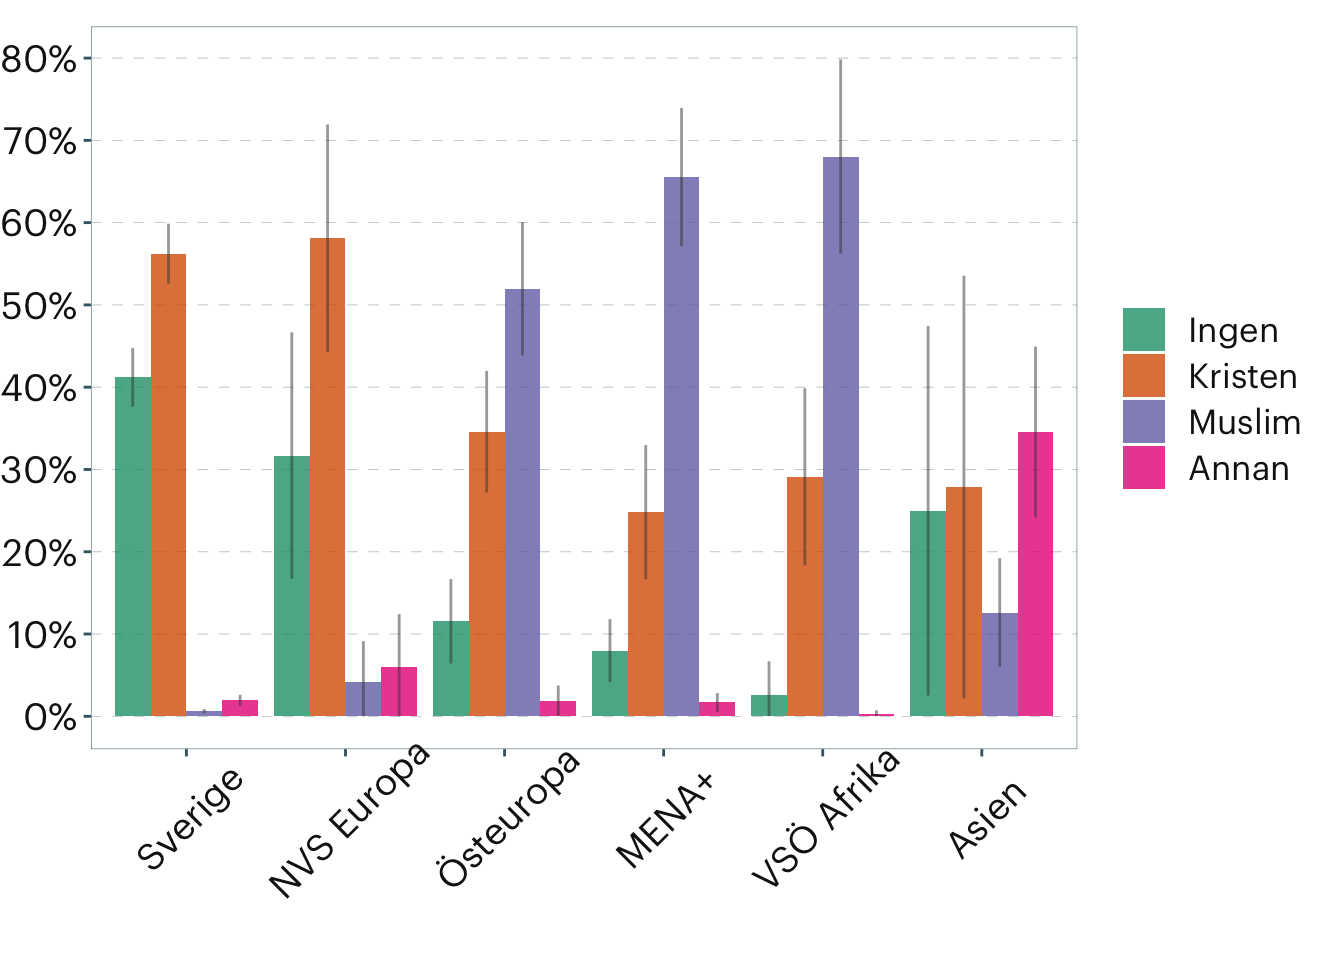 80%
70%
60%
50%
40%
30%
20%
10%
0%
Sverige
NVS Europa
Östeuropa
MENA+
VSÖ Afrika
Asien
Ingen
Kristen
Muslim
Annan